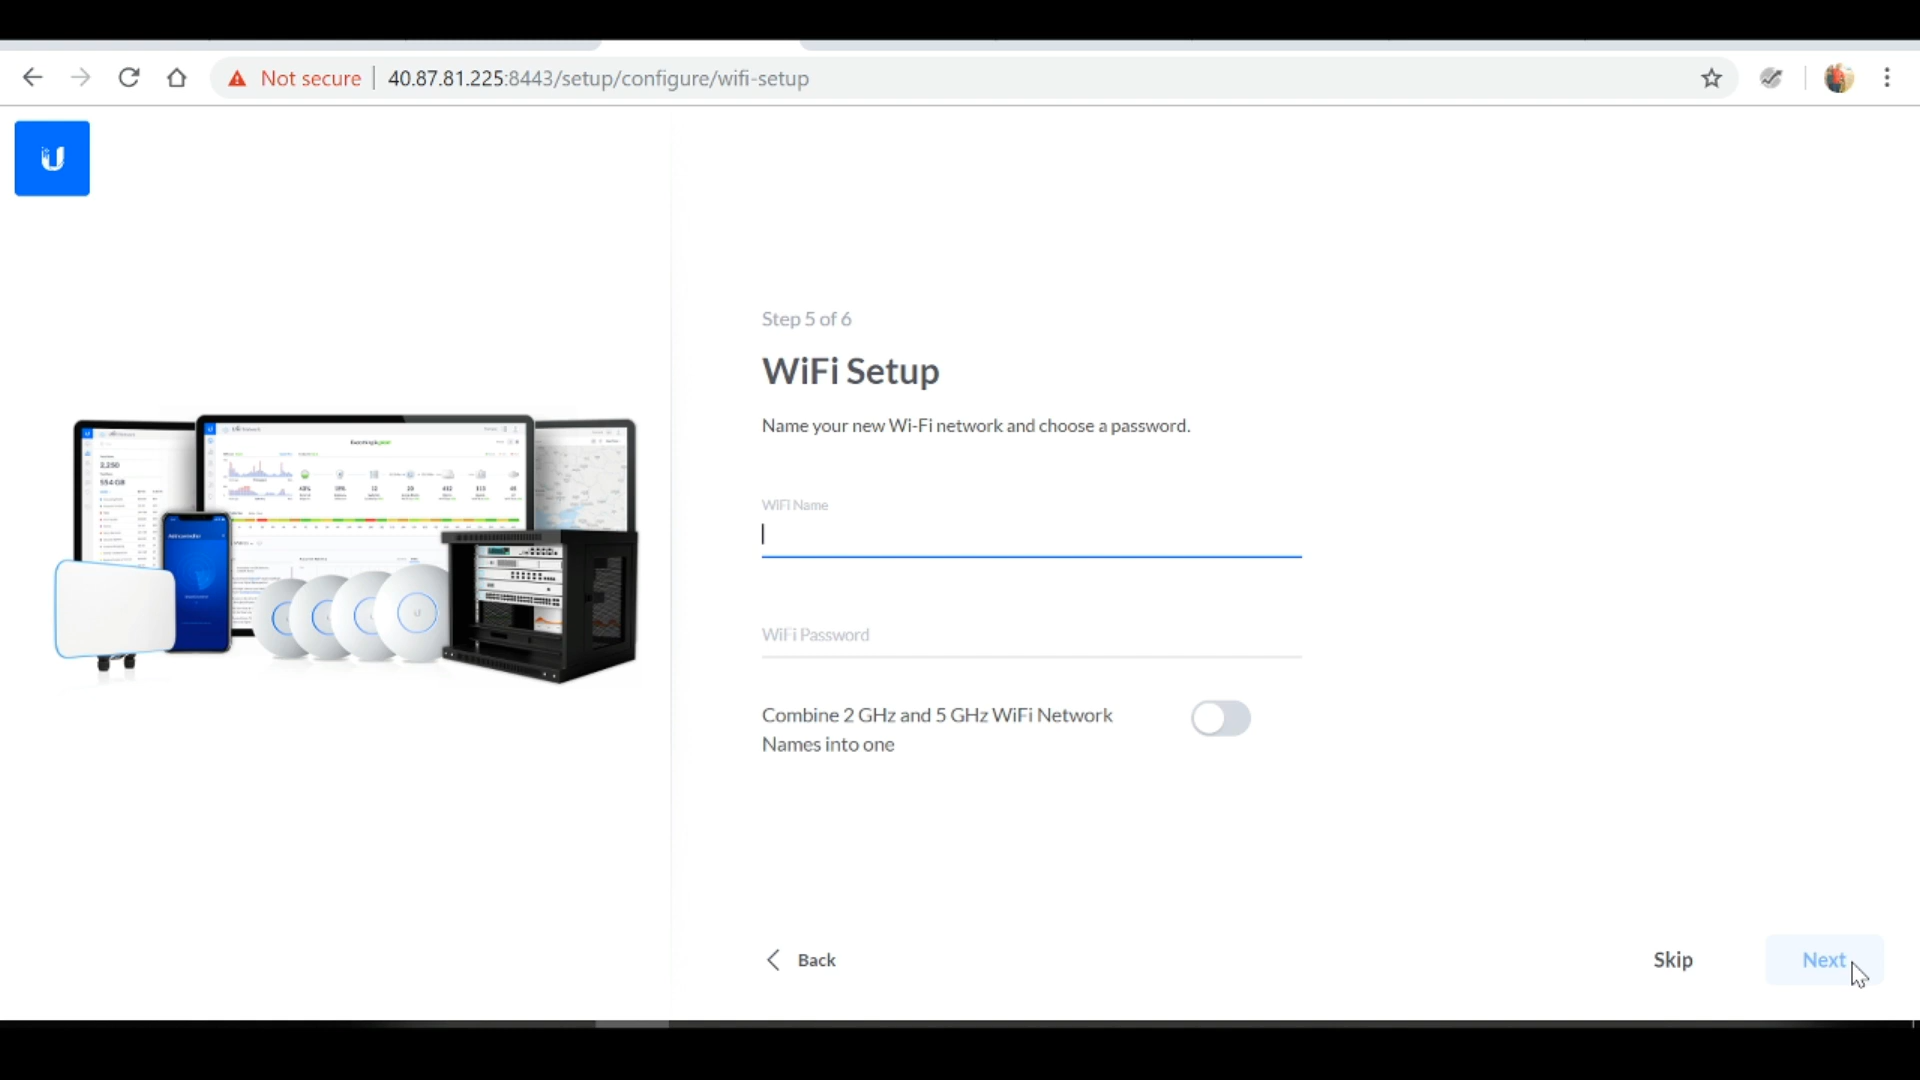 Not secure
40.87.81.225:8443/setup/configure/wifi-setup
Step 5 of 6
WiFi Setup
Name your new Wi-Fi network and choose a password.
WIFI Name
WiFi Password
Combine 2 GHz and 5 GHz WiFi Network
Names into one
Back
Skip
Next